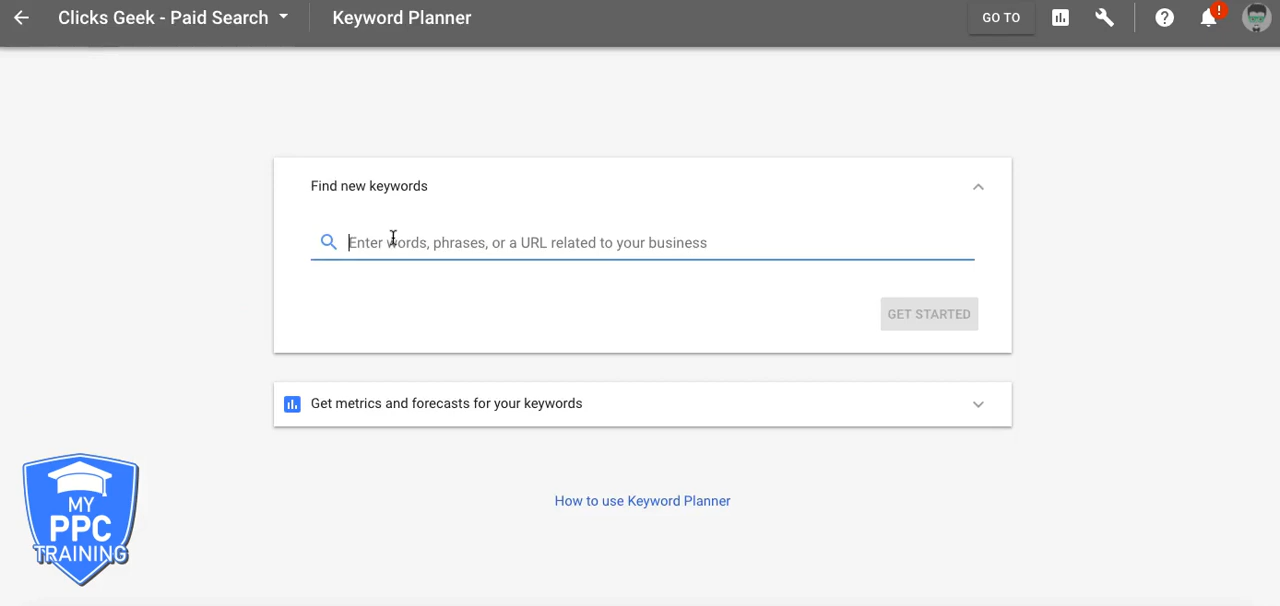 Clicks Geek - Paid Search
Keyword Planner
GO TO
!
Find new keywords
Enter words, phrases, or a URL related to your business
GET STARTED
Get metrics and forecasts for your keywords
How to use Keyword Planner
MY
PPC
TRAINING